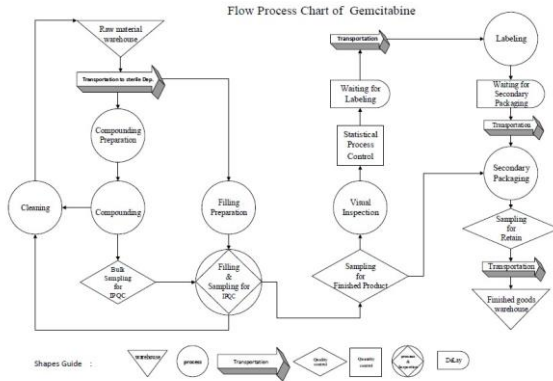 Flow Process Chart of Gemcitabine
Raw material
warehouse
Transportation to sterile Dep.
Compounding
Preparation
Cleaning
Compounding
Bulk
Sampling
for
IPQC
Filling
Preparation
Filling
&
Sampling
for IPQC
Transportation
Waiting for
Labeling
Statistical
Process
Control
Visual
Inspection
Sampling
for
Finished Product
Labeling
Waiting for
Secondary
Packaging
Transportation
Secondary
Packaging
Sampling
for
Retain
Transportation
Finished goods
warehouse
Shapes Guide :
warehouse
process
Transportation
Quality
control
Quantity
control
process
&
Inspection
DeLay